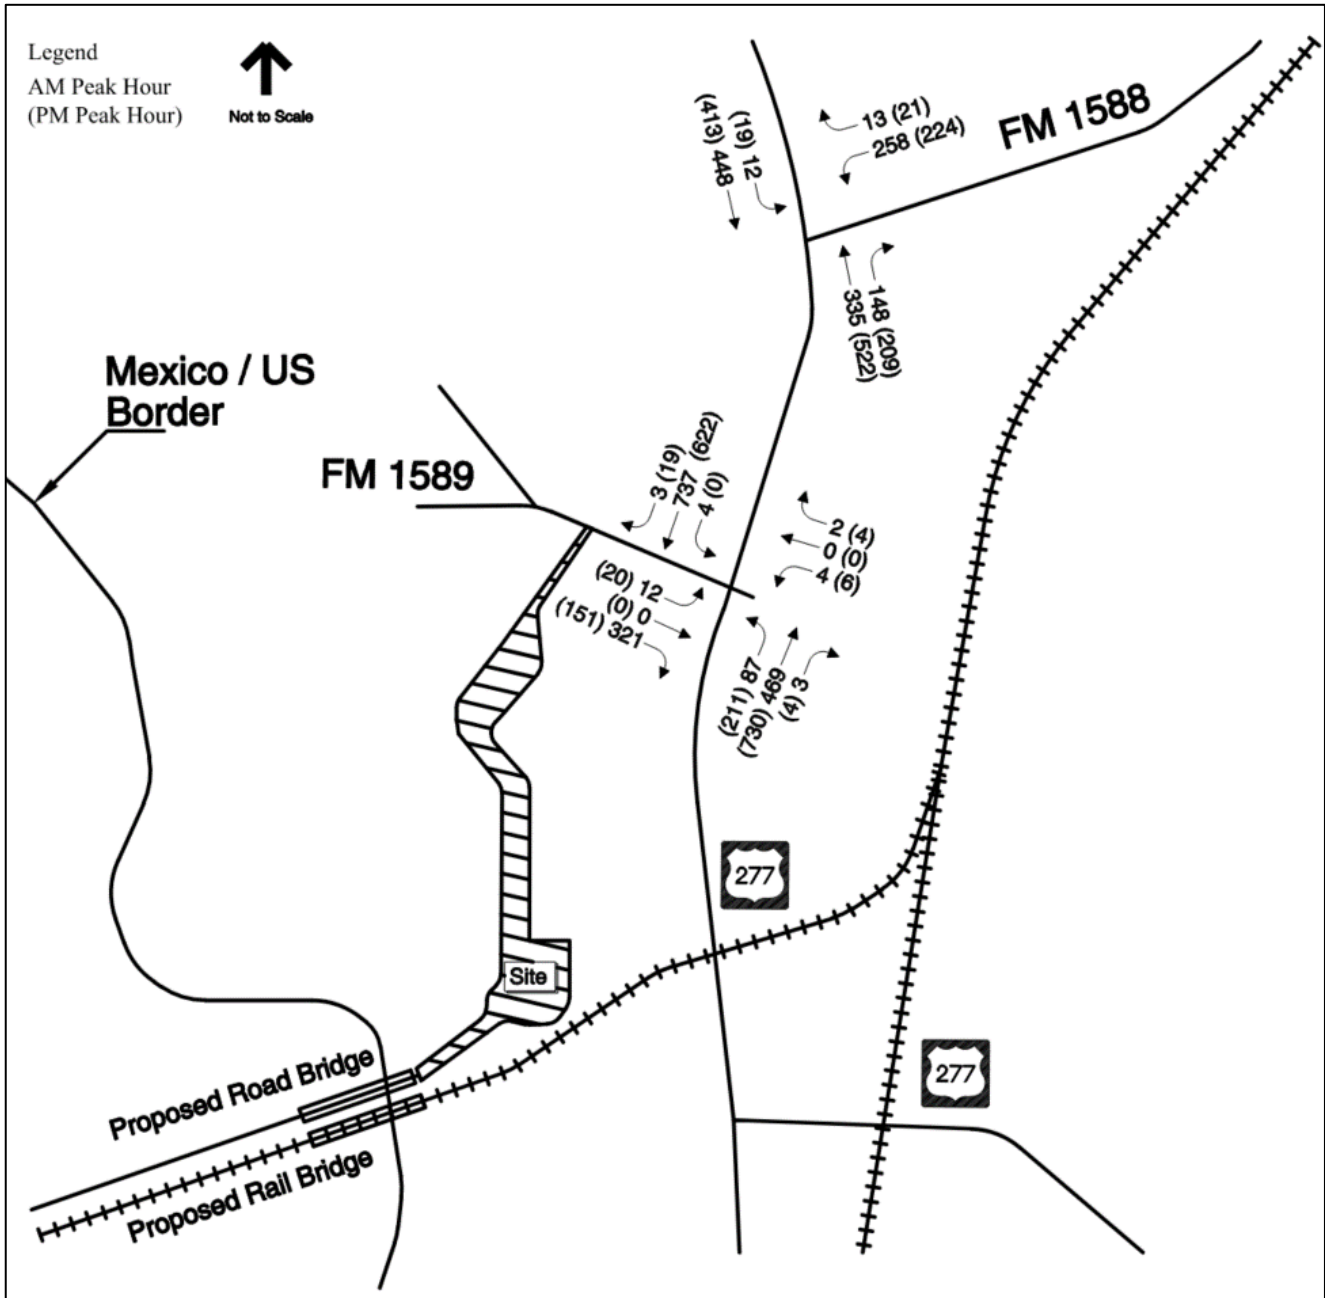 Legend
AM Peak Hour
(PM Peak Hour)
Not to Scale
(413) 448
(19) 12
13 (21)
258 (224)
FM 1588
335 (522)
148 (209)
Mexico / US
Border
FM 1589
3 (19)
737 (622)
4 (0)
2 (4)
0 (0)
4 (6)
(20) 12
(0) 0
(151) 321
(211) 87
(730) 469
(4) 3
277
Site
277
Proposed Road Bridge
Proposed Rail Bridge